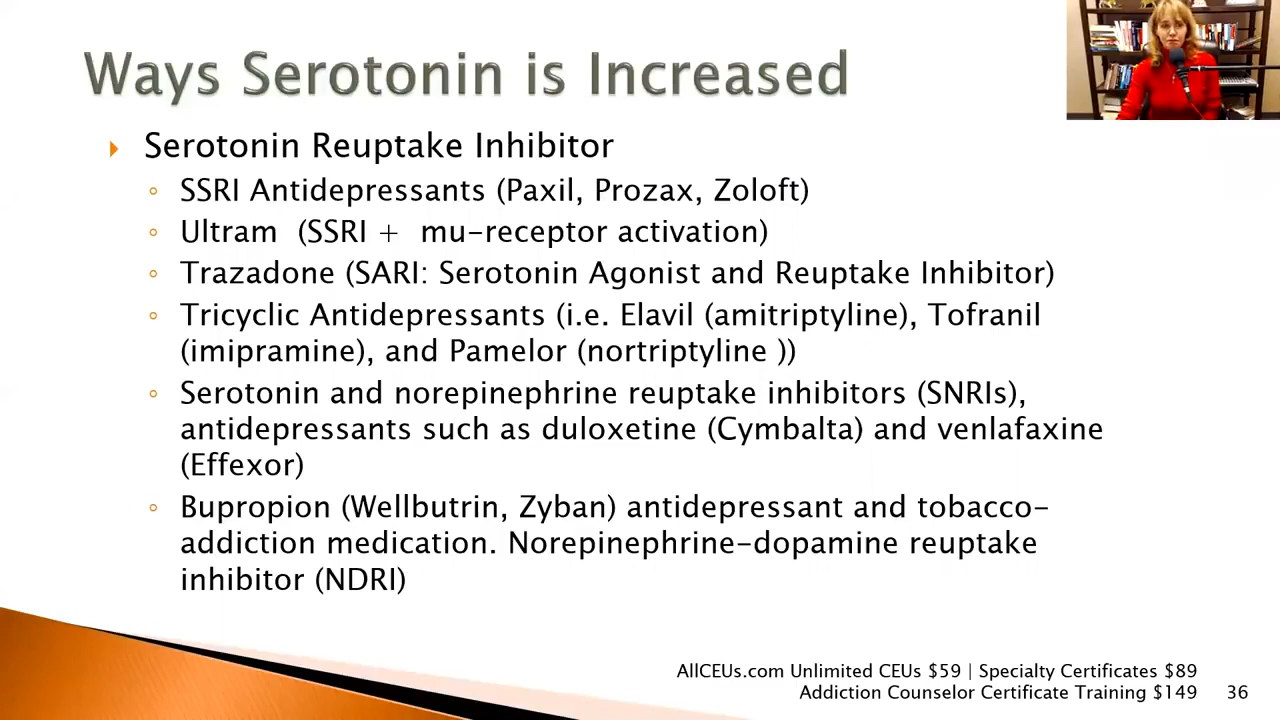 Ways Serotonin is Increased
Serotonin Reuptake Inhibitor
SSRI Antidepressants (Paxil, Prozax, Zoloft)
Ultram (SSRI + mu-receptor activation)
Trazadone (SARI: Serotonin Agonist and Reuptake Inhibitor)
Tricyclic Antidepressants (i.e. Elavil (amitriptyline), Tofranil
(imipramine), and Pamelor (nortriptyline ))
Serotonin and norepinephrine reuptake inhibitors (SNRIs),
antidepressants such as duloxetine (Cymbalta) and venlafaxine
(Effexor)
Bupropion (Wellbutrin, Zyban) antidepressant and tobacco-
addiction medication. Norepinephrine-dopamine reuptake
inhibitor (NDRI)
AllCEUs.com Unlimited CEUs $59 | Specialty Certificates $89
Addiction Counselor Certificate Training $149 36